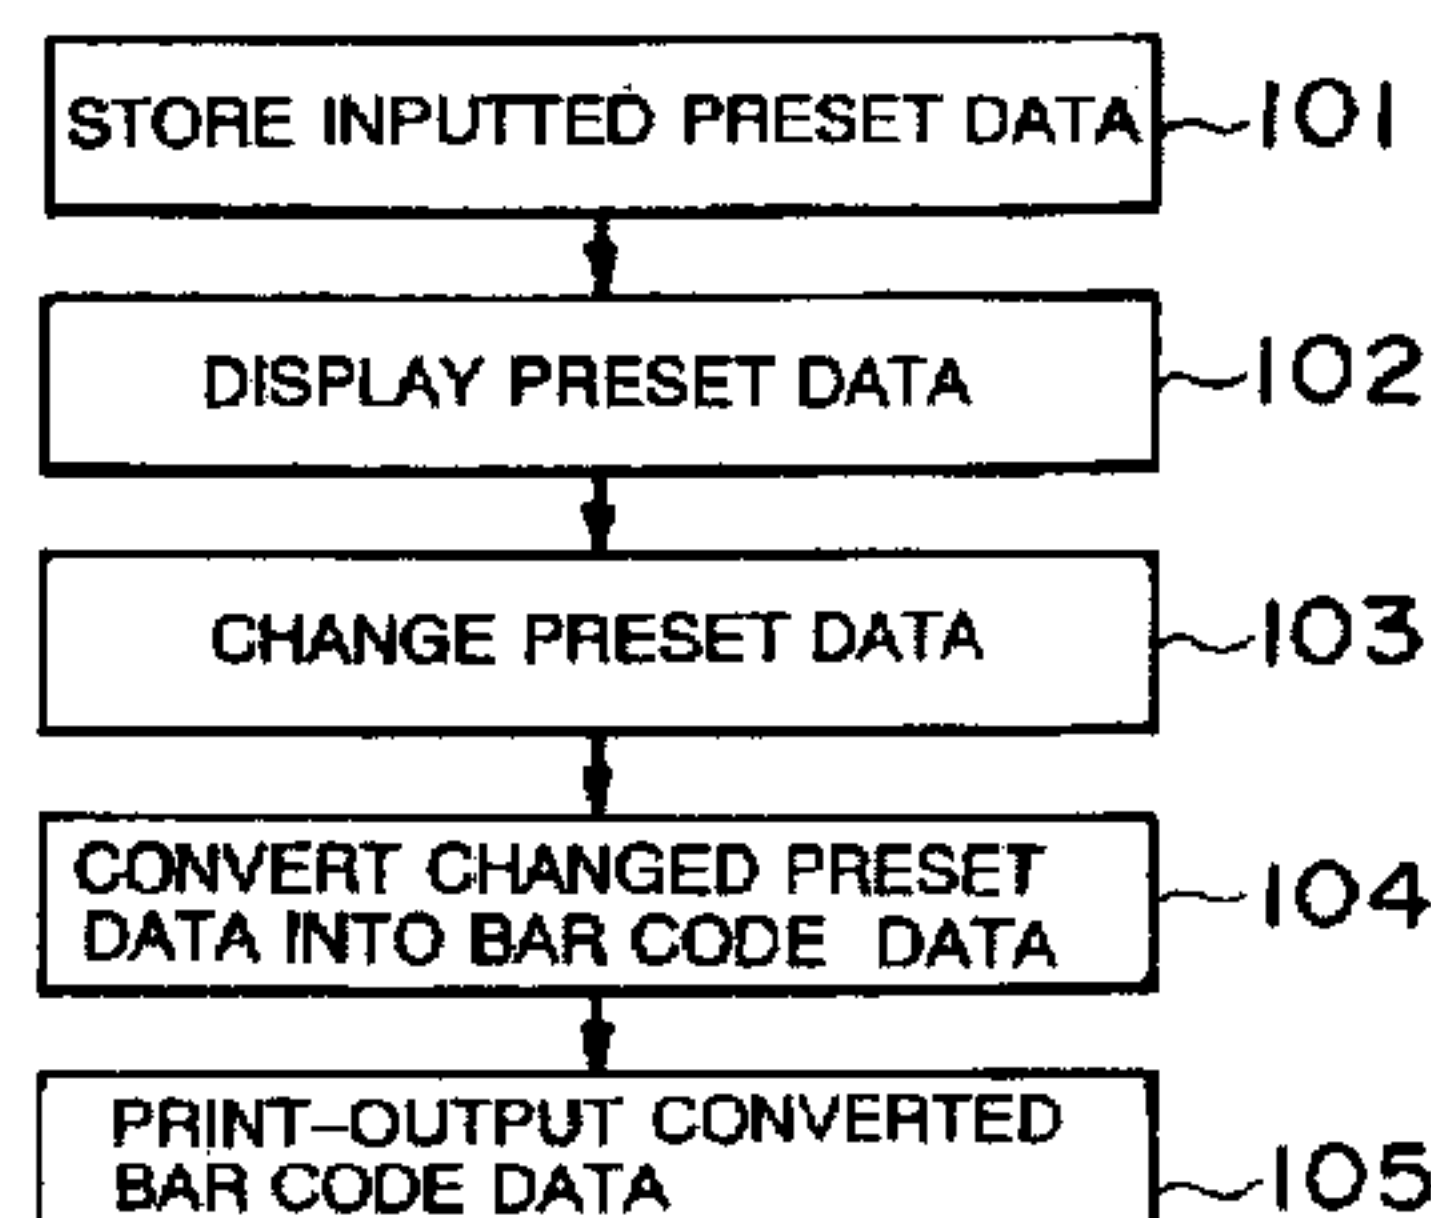 STORE INPUTTED PRESET DATA 101
DISPLAY PRESET DATA 102
CHANGE PRESET DATA 103
CONVERT CHANGED PRESET
DATA INTO BAR CODE DATA 104
PRINT–OUTPUT CONVERTED
BAR CODE DATA 105